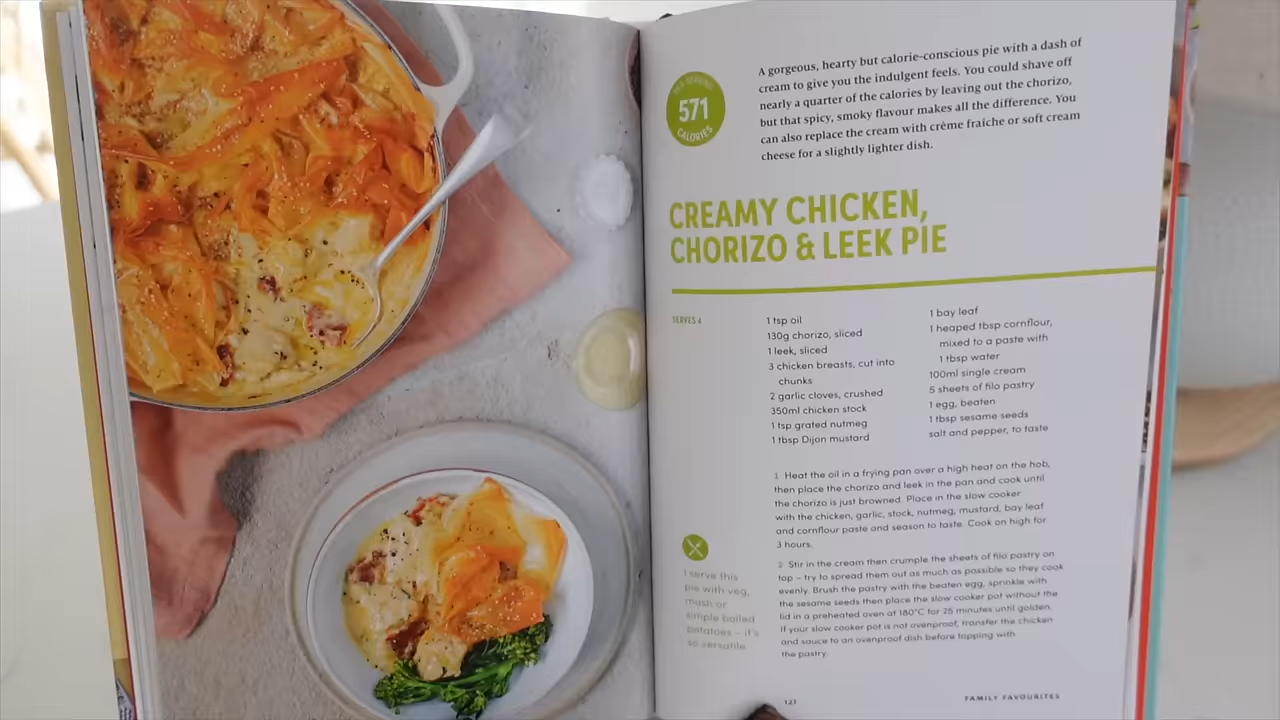 A gorgeous, hearty but calorie-conscious pie with a dash of
cream to give you the indulgent feels. You could shave off
nearly a quarter of the calories by leaving out the chorizo,
but that spicy, smoky flavour makes all the difference. You
can also replace the cream with crème fraîche or soft cream
cheese for a slightly lighter dish.
PER SERVING
571
CALORIES
CREAMY CHICKEN,
CHORIZO & LEEK PIE
SERVES 4
1 tsp oil
130g chorizo, sliced
1 leek, sliced
3 chicken breasts, cut into
chunks
2 garlic cloves, crushed
350ml chicken stock
1 tsp grated nutmeg
1 tbsp Dijon mustard
1 bay leaf
1 heaped tbsp cornflour,
mixed to a paste with
1 tbsp water
100ml single cream
5 sheets of filo pastry
1 egg, beaten
1 tbsp sesame seeds
salt and pepper, to taste
1 Heat the oil in a frying pan over a high heat on the hob,
then place the chorizo and leek in the pan and cook until
the chorizo is just browned. Place in the slow cooker
with the chicken, garlic, stock, nutmeg, mustard, bay leaf
and cornflour paste and season to taste. Cook on high for
3 hours.
2 Stir in the cream then crumple the sheets of filo pastry on
top – try to spread them out as much as possible so they cook
evenly. Brush the pastry with the beaten egg, sprinkle with
the sesame seeds then place the slow cooker pot without the
lid in a preheated oven at 180°C for 25 minutes until golden.
If your slow cooker pot is not ovenproof, transfer the chicken
and sauce to an ovenproof dish before topping with
the pastry.
I serve this
pie with veg,
mash or
simple boiled
potatoes – it's
so versatile.
127
FAMILY FAVOURITES